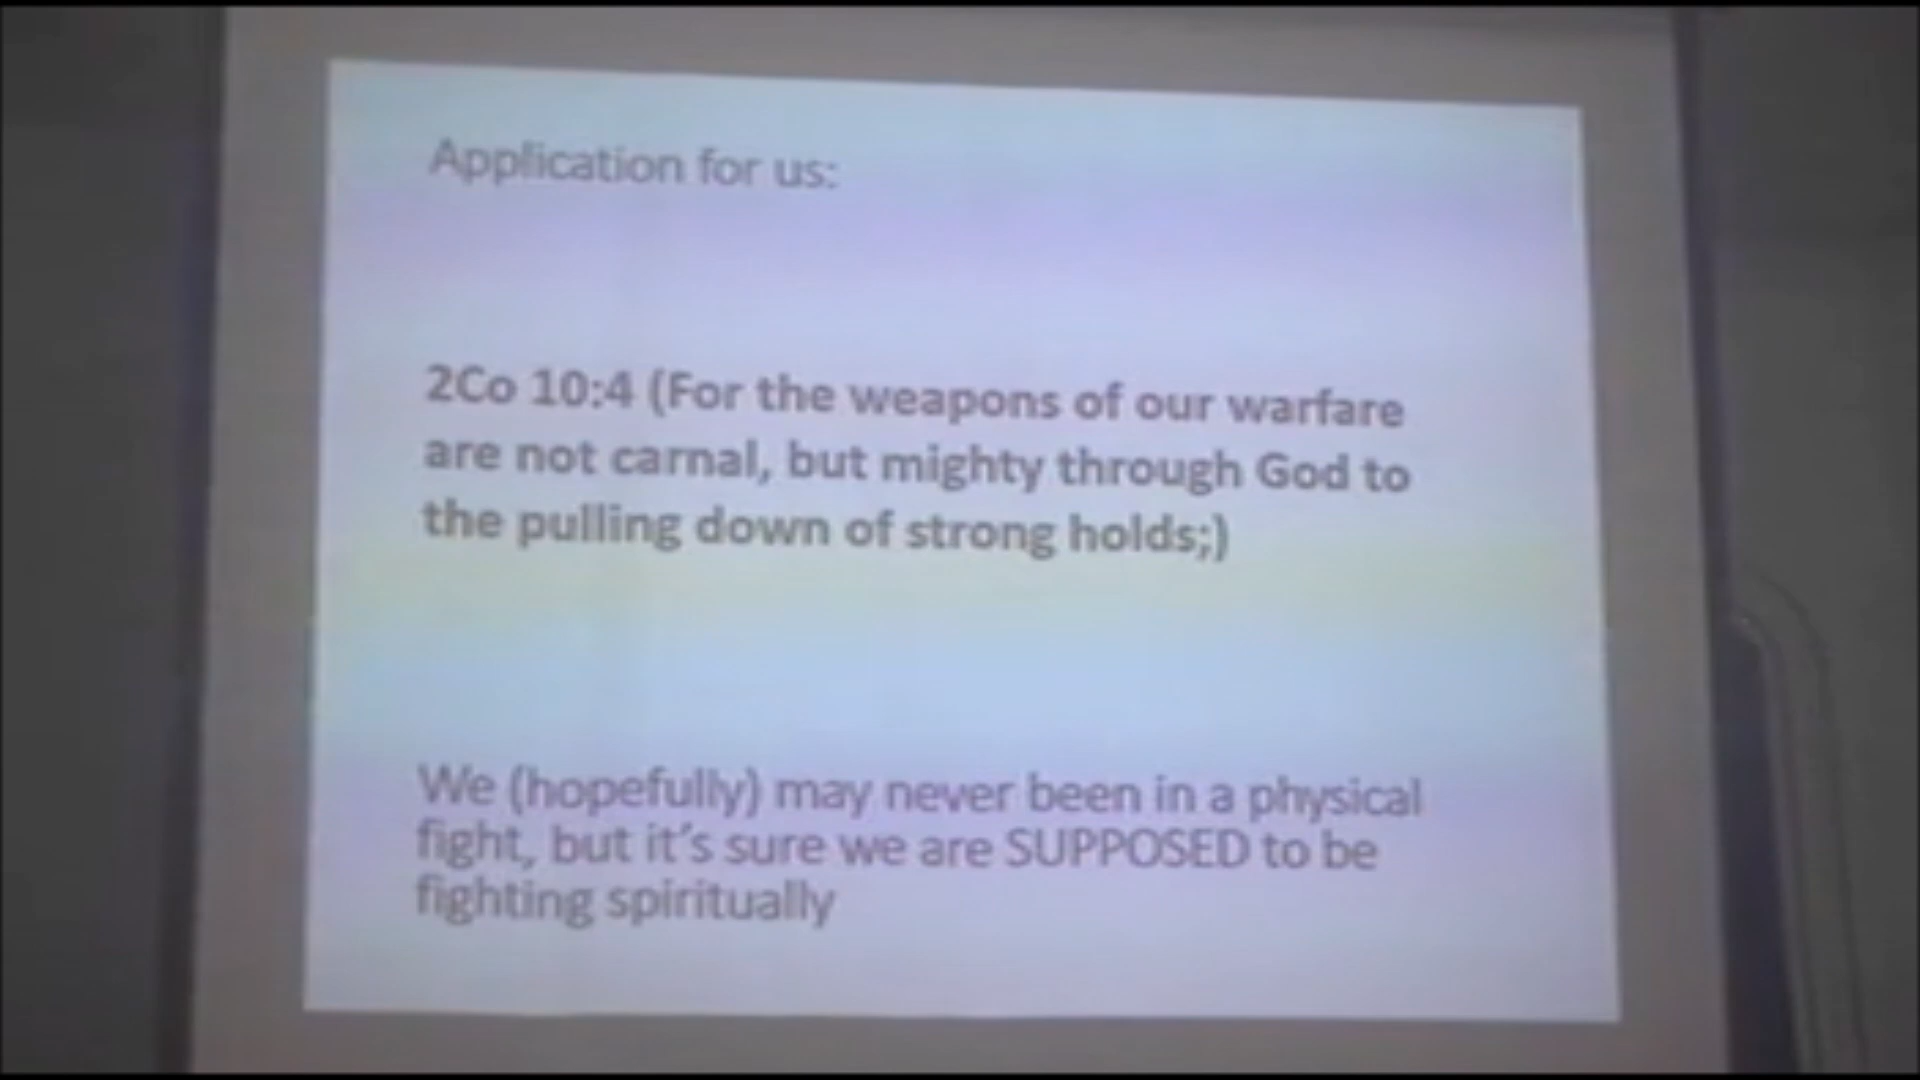 Application for us:
2Co 10:4 (For the weapons of our warfare
are not carnal, but mighty through God to
the pulling down of strong holds;)
We (hopefully) may never been in a physical
fight, but it's sure we are SUPPOSED to be
fighting spiritually